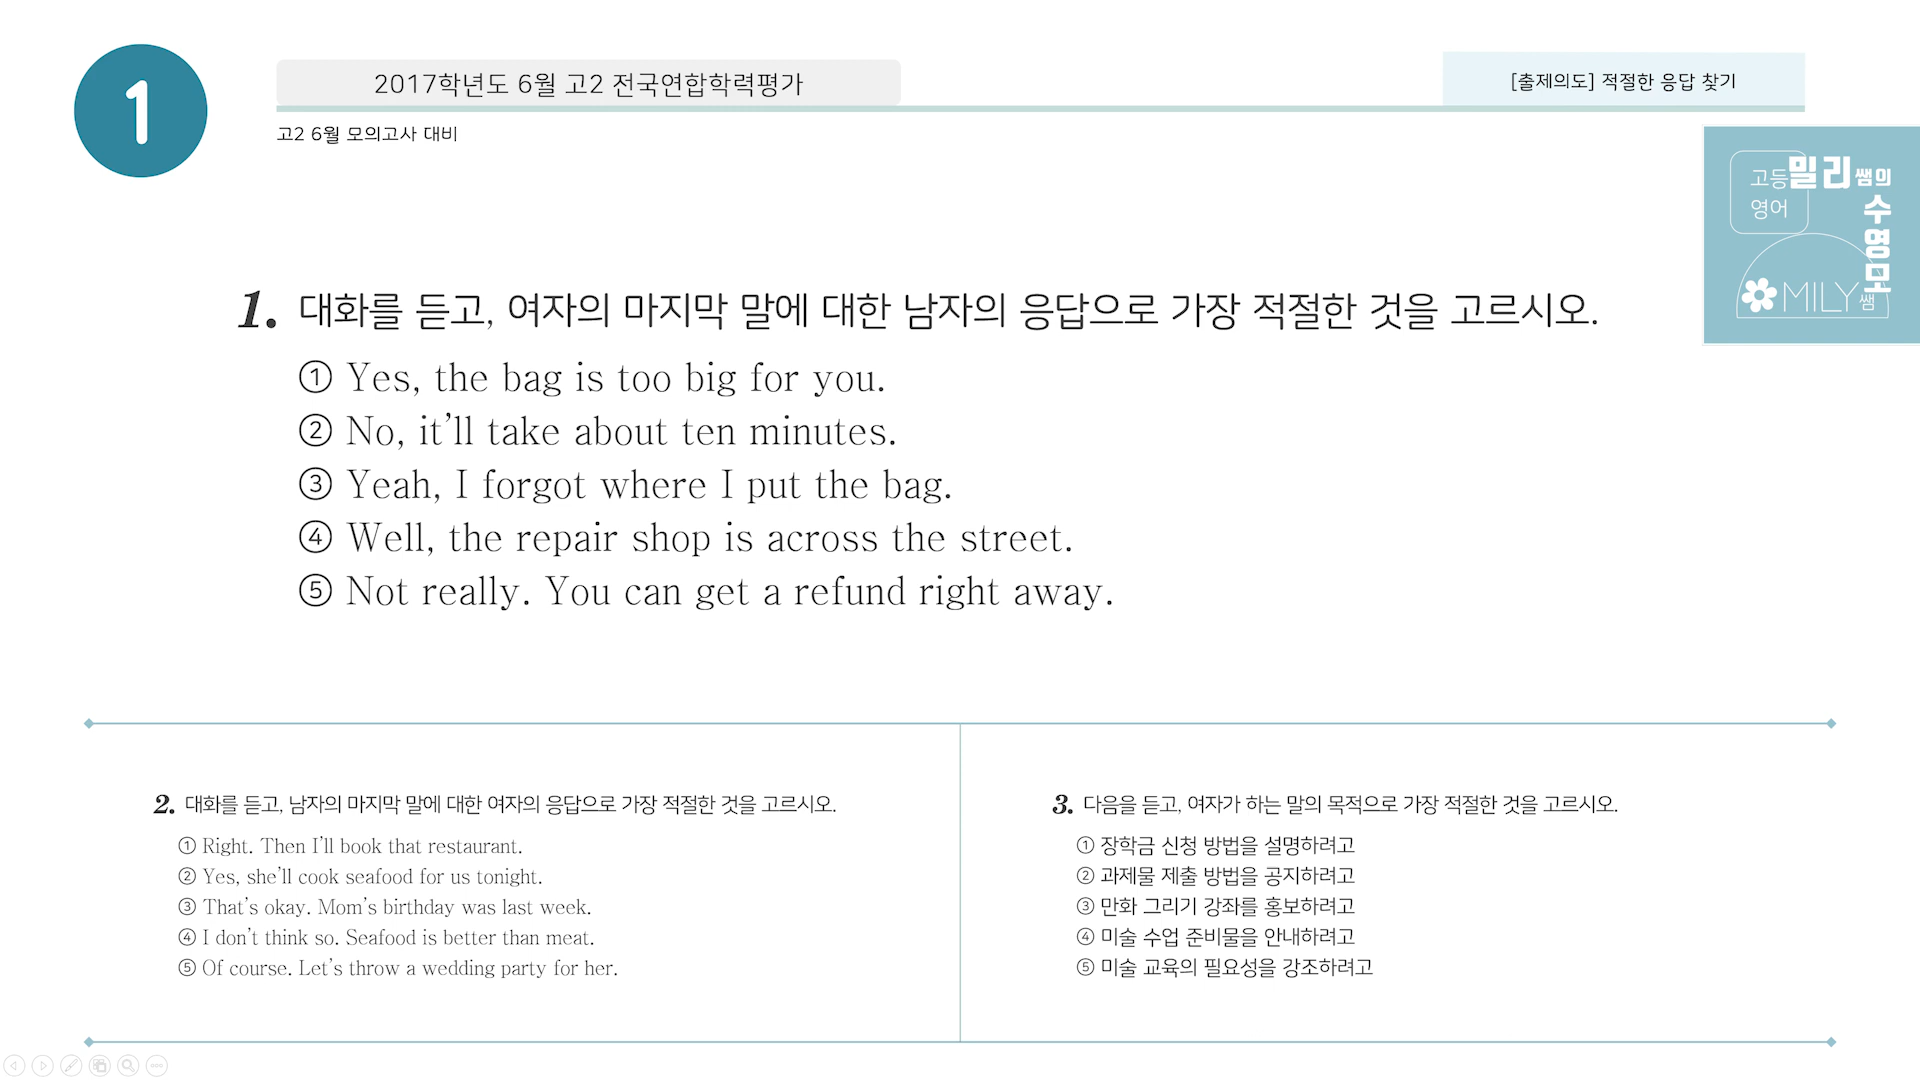 1
2017학년도 6월 고2 전국연합학력평가
[출제의도] 적절한 응답 찾기
고2 6월 모의고사 대비
고등 밀리쌤의
영어 수영모
MILY쌤
1. 대화를 듣고, 여자의 마지막 말에 대한 남자의 응답으로 가장 적절한 것을 고르시오.
① Yes, the bag is too big for you.
② No, it’ll take about ten minutes.
③ Yeah, I forgot where I put the bag.
④ Well, the repair shop is across the street.
⑤ Not really. You can get a refund right away.
2. 대화를 듣고, 남자의 마지막 말에 대한 여자의 응답으로 가장 적절한 것을 고르시오.
① Right. Then I’ll book that restaurant.
② Yes, she’ll cook seafood for us tonight.
③ That’s okay. Mom’s birthday was last week.
④ I don’t think so. Seafood is better than meat.
⑤ Of course. Let’s throw a wedding party for her.
3. 다음을 듣고, 여자가 하는 말의 목적으로 가장 적절한 것을 고르시오.
① 장학금 신청 방법을 설명하려고
② 과제물 제출 방법을 공지하려고
③ 만화 그리기 강좌를 홍보하려고
④ 미술 수업 준비물을 안내하려고
⑤ 미술 교육의 필요성을 강조하려고